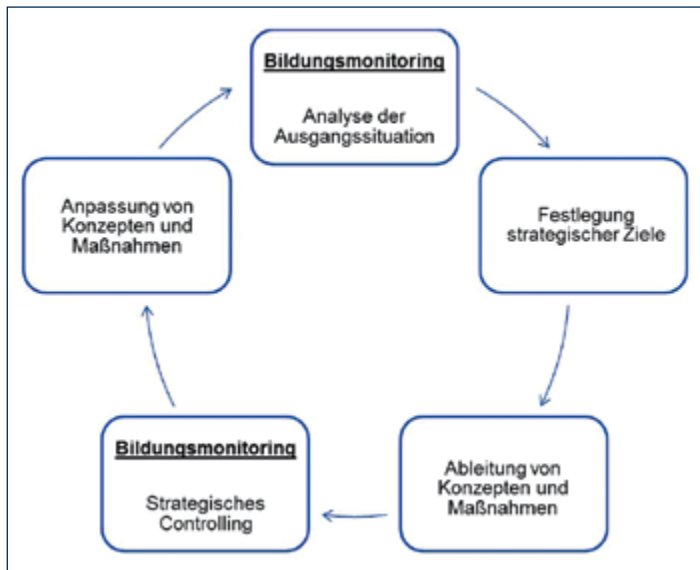 Bildungsmonitoring
Analyse der
Ausgangssituation
Festlegung
strategischer Ziele
Ableitung von
Konzepten und
Maßnahmen
Bildungsmonitoring
Strategisches
Controlling
Anpassung von
Konzepten und
Maßnahmen